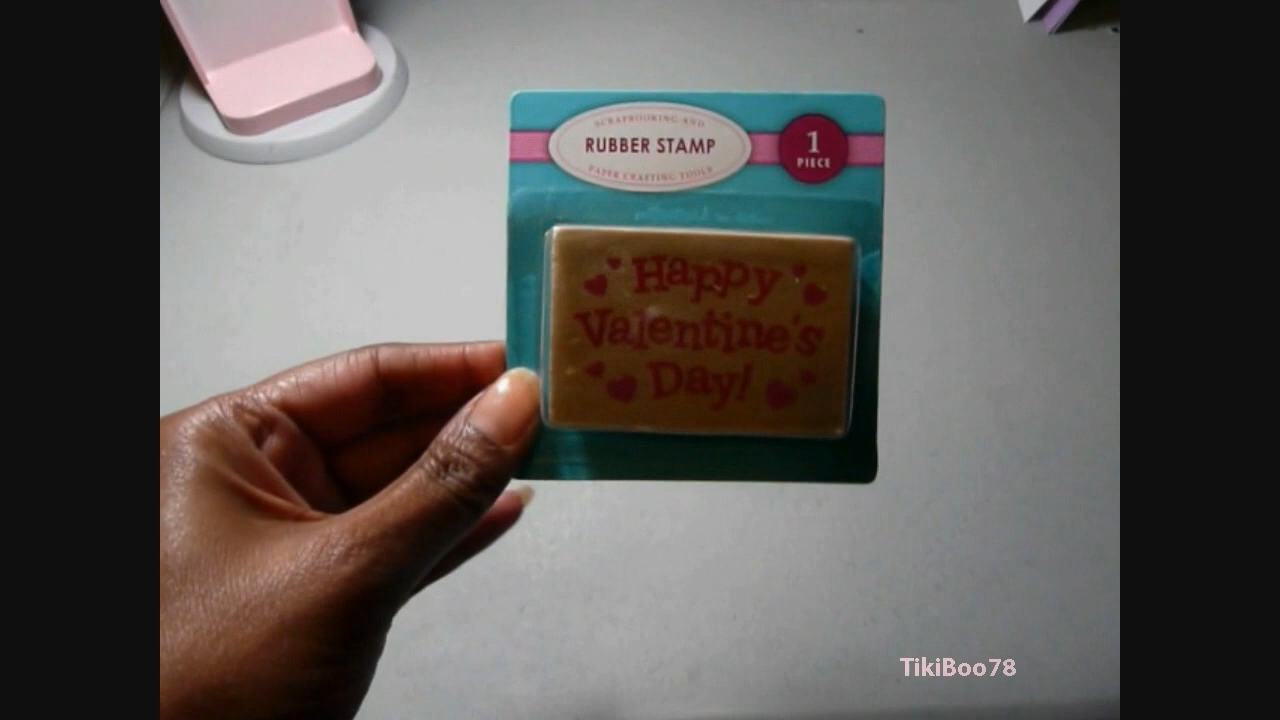 SCRAPBOOKING AND
RUBBER STAMP
PAPER CRAFTING TOOLS
1
PIECE
Happy
Valentine's
Day!
TikiBoo78